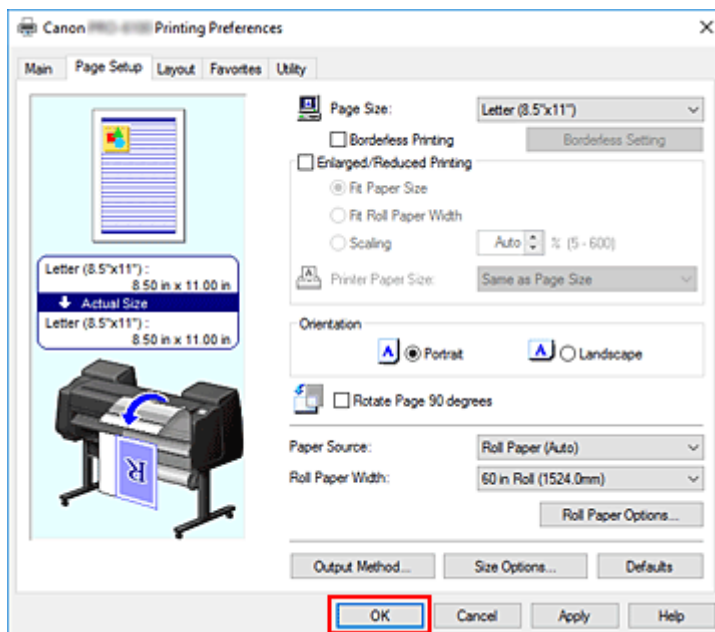 Canon Printing Preferences
Main Page Setup Layout Favorites Utility
Page Size: Letter (8.5"x11")
Borderless Printing Borderless Setting
Enlarged/Reduced Printing
Fit Paper Size
Fit Roll Paper Width
Scaling Auto % (5 - 600)
Printer Paper Size: Same as Page Size
Letter (8.5"x11") :
8.50 in x 11.00 in
Actual Size
Letter (8.5"x11") :
8.50 in x 11.00 in
Orientation
A Portrait A Landscape
Rotate Page 90 degrees
R
Paper Source: Roll Paper (Auto)
Roll Paper Width: 60 in Roll (1524.0mm)
Roll Paper Options...
Output Method... Size Options... Defaults
OK Cancel Apply Help